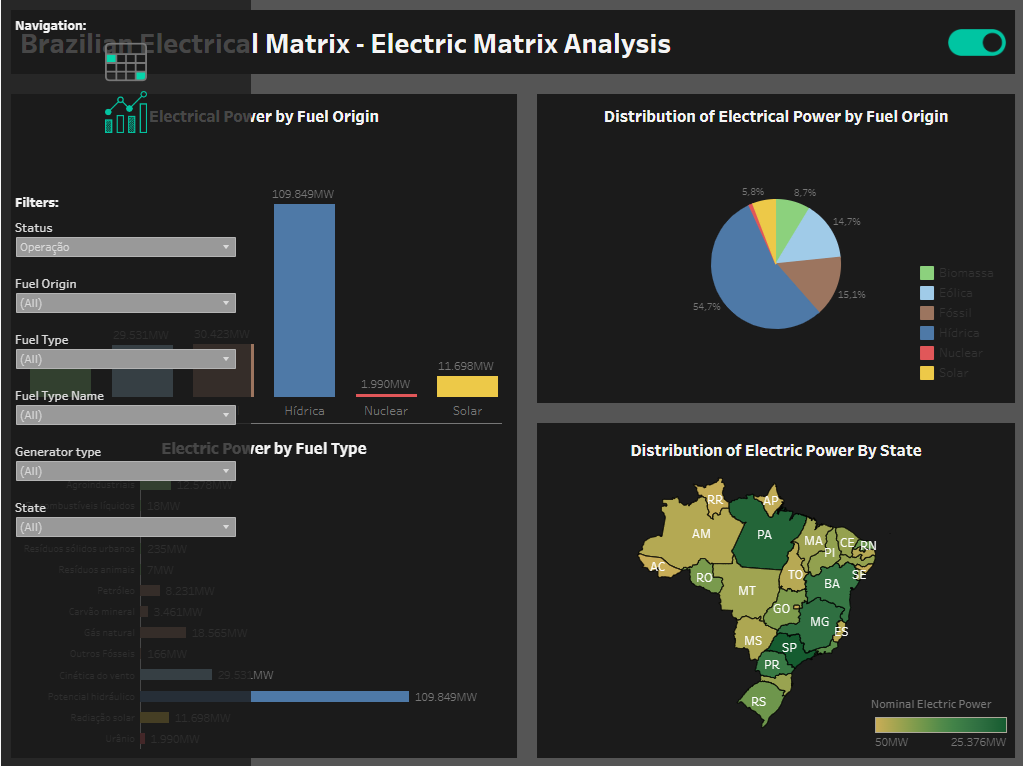 Navigation:
Brazilian Electrical Matrix - Electric Matrix Analysis
Electrical Power by Fuel Origin
109.849MW
29.531MW
30.423MW
1.990MW
11.698MW
Hídrica
Nuclear
Solar
Filters:
Status
Operação
Fuel Origin
(All)
Fuel Type
(All)
Fuel Type Name
(All)
Generator type
(All)
State
(All)
Electric Power by Fuel Type
Agroindustriais 12.578MW
combustíveis líquidos 18MW
Resíduos sólidos urbanos 235MW
Resíduos animais 7MW
Petróleo 8.231MW
Carvão mineral 3.461MW
Gás natural 18.565MW
Outros Fósseis 166MW
Cinética do vento 29.531MW
Potencial hidráulico 109.849MW
Radiação solar 11.698MW
Urânio 1.990MW
Distribution of Electrical Power by Fuel Origin
5,8%
8,7%
14,7%
15,1%
54,7%
Biomassa
Eólica
Fóssil
Hídrica
Nuclear
Solar
Distribution of Electric Power By State
RR
AP
AM
PA
MA
CE
RN
PI
AC
RO
TO
SE
BA
MT
GO
MG
ES
MS
SP
PR
RS
Nominal Electric Power
50MW
25.376MW